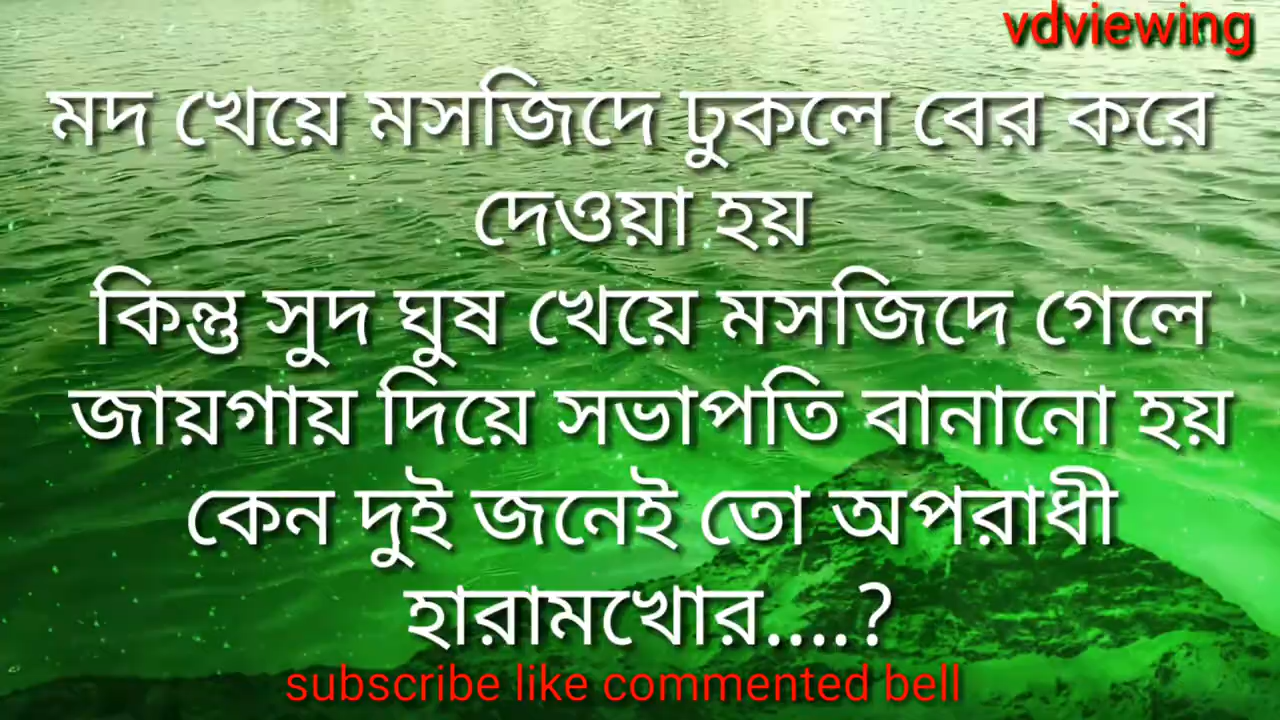 vdviewing
মদ খেয়ে মসজিদে ঢুকলে বের করে
দেওয়া হয়
কিন্তু সুদ ঘুষ খেয়ে মসজিদে গেলে
জায়গায় দিয়ে সভাপতি বানানো হয়
কেন দুই জনেই তো অপরাধী
হারামখোর....?
subscribe like commented bell